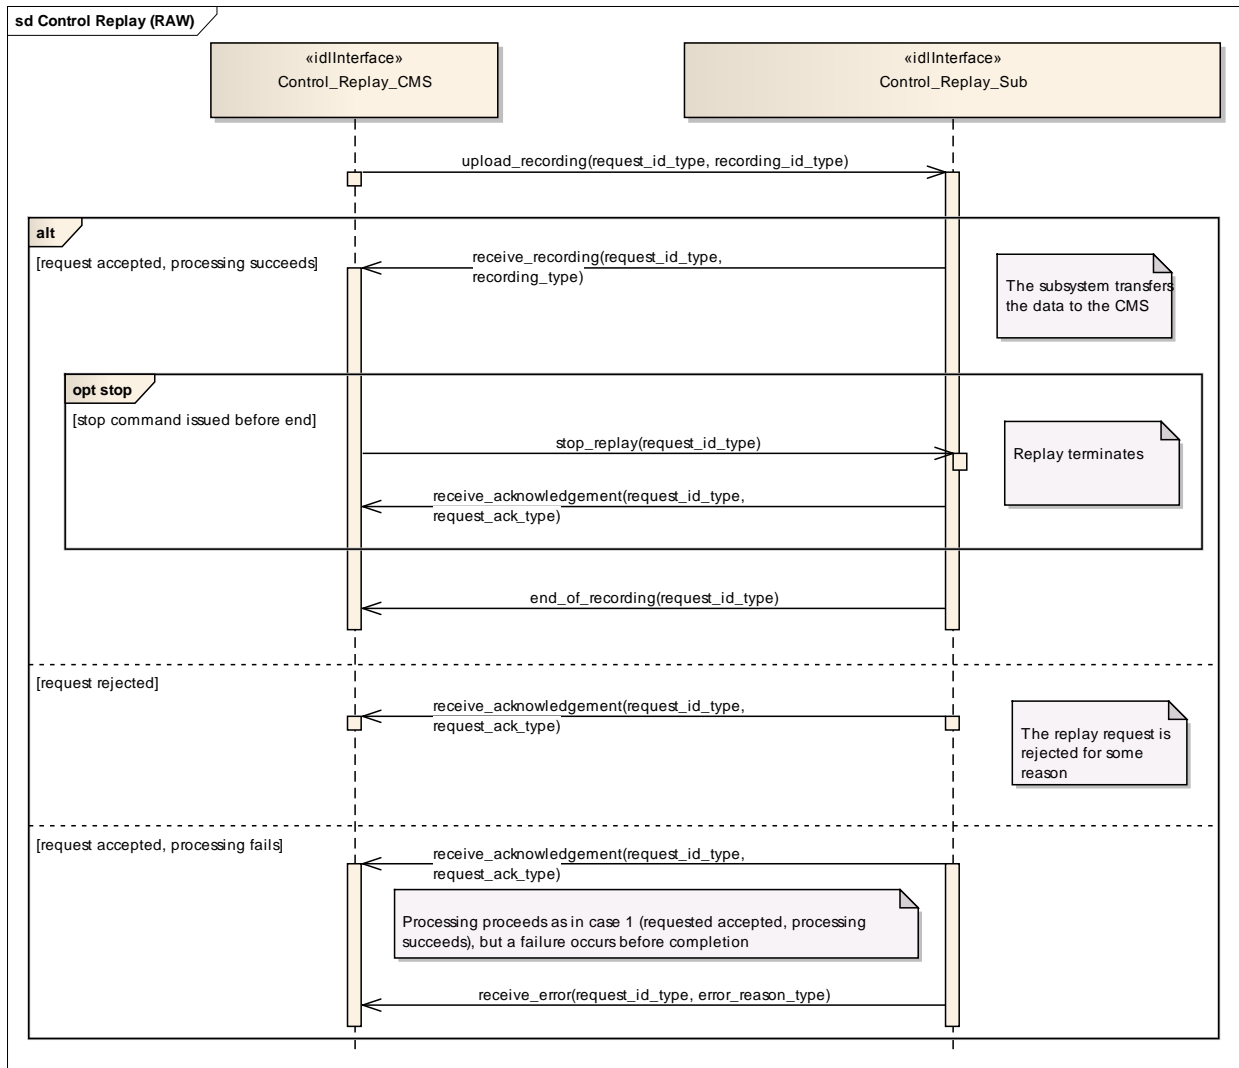 sd Control Replay (RAW)
«idlInterface»
Control_Replay_CMS
«idlInterface»
Control_Replay_Sub
upload_recording(request_id_type, recording_id_type)
alt
[request accepted, processing succeeds]
receive_recording(request_id_type,
recording_type)
The subsystem transfers
the data to the CMS
opt stop
[stop command issued before end]
stop_replay(request_id_type)
Replay terminates
receive_acknowledgement(request_id_type,
request_ack_type)
end_of_recording(request_id_type)
[request rejected]
receive_acknowledgement(request_id_type,
request_ack_type)
The replay request is
rejected for some
reason
[request accepted, processing fails]
receive_acknowledgement(request_id_type,
request_ack_type)
Processing proceeds as in case 1 (requested accepted, processing
succeeds), but a failure occurs before completion
receive_error(request_id_type, error_reason_type)